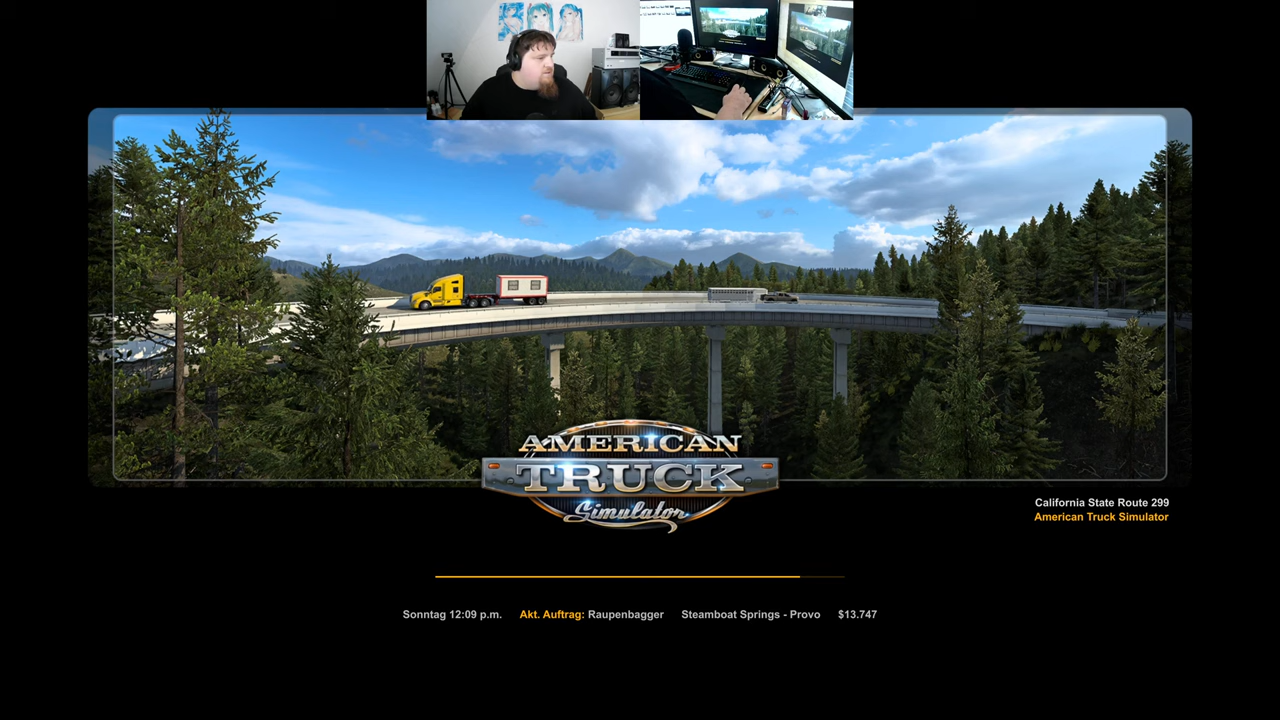 AMERICAN
TRUCK
Simulator
California State Route 299
American Truck Simulator
Sonntag 12:09 p.m. Akt. Auftrag: Raupenbagger Steamboat Springs - Provo $13.747